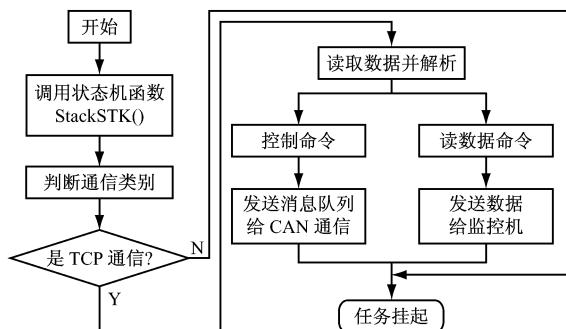 开始
调用状态机函数
StackSTK()
判断通信类别
是 TCP 通信?
N
Y
读取数据并解析
控制命令
读数据命令
发送消息队列
给 CAN 通信
发送数据
给监控机
任务挂起